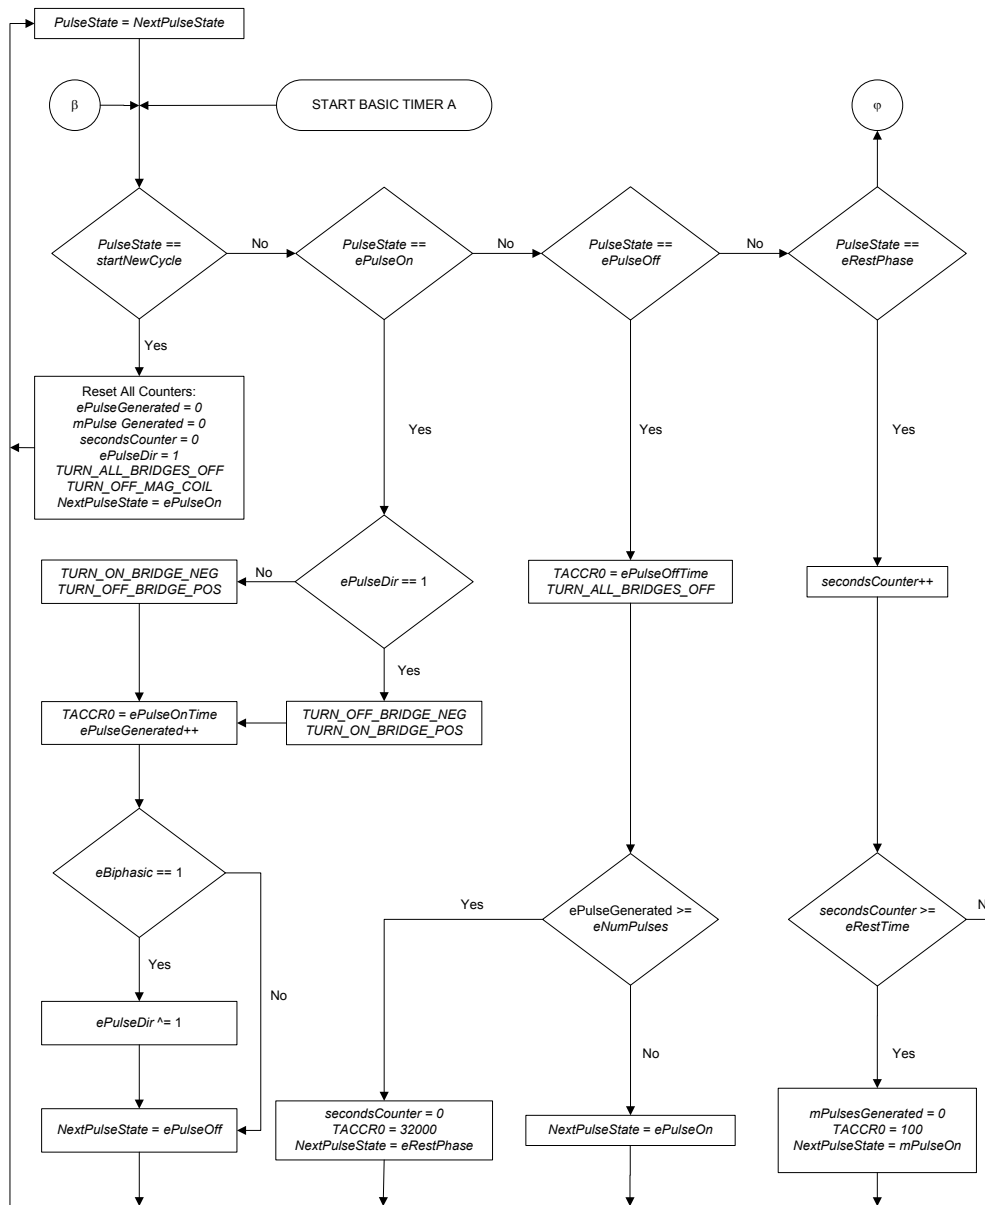 PulseState = NextPulseState
β
START BASIC TIMER A
φ
PulseState ==
startNewCycle
No
PulseState ==
ePulseOn
No
PulseState ==
ePulseOff
No
PulseState ==
eRestPhase
Yes
Reset All Counters:
ePulseGenerated = 0
mPulse Generated = 0
secondsCounter = 0
ePulseDir = 1
TURN_ALL_BRIDGES_OFF
TURN_OFF_MAG_COIL
NextPulseState = ePulseOn
Yes
Yes
Yes
TURN_ON_BRIDGE_NEG
TURN_OFF_BRIDGE_POS
No
ePulseDir == 1
TACCR0 = ePulseOffTime
TURN_ALL_BRIDGES_OFF
secondsCounter++
Yes
TACCR0 = ePulseOnTime
ePulseGenerated++
TURN_OFF_BRIDGE_NEG
TURN_ON_BRIDGE_POS
eBiphasic == 1
Yes
ePulseGenerated >=
eNumPulses
secondsCounter >=
eRestTime
N
Yes
No
ePulseDir ^= 1
No
Yes
NextPulseState = ePulseOff
secondsCounter = 0
TACCR0 = 32000
NextPulseState = eRestPhase
NextPulseState = ePulseOn
mPulsesGenerated = 0
TACCR0 = 100
NextPulseState = mPulseOn